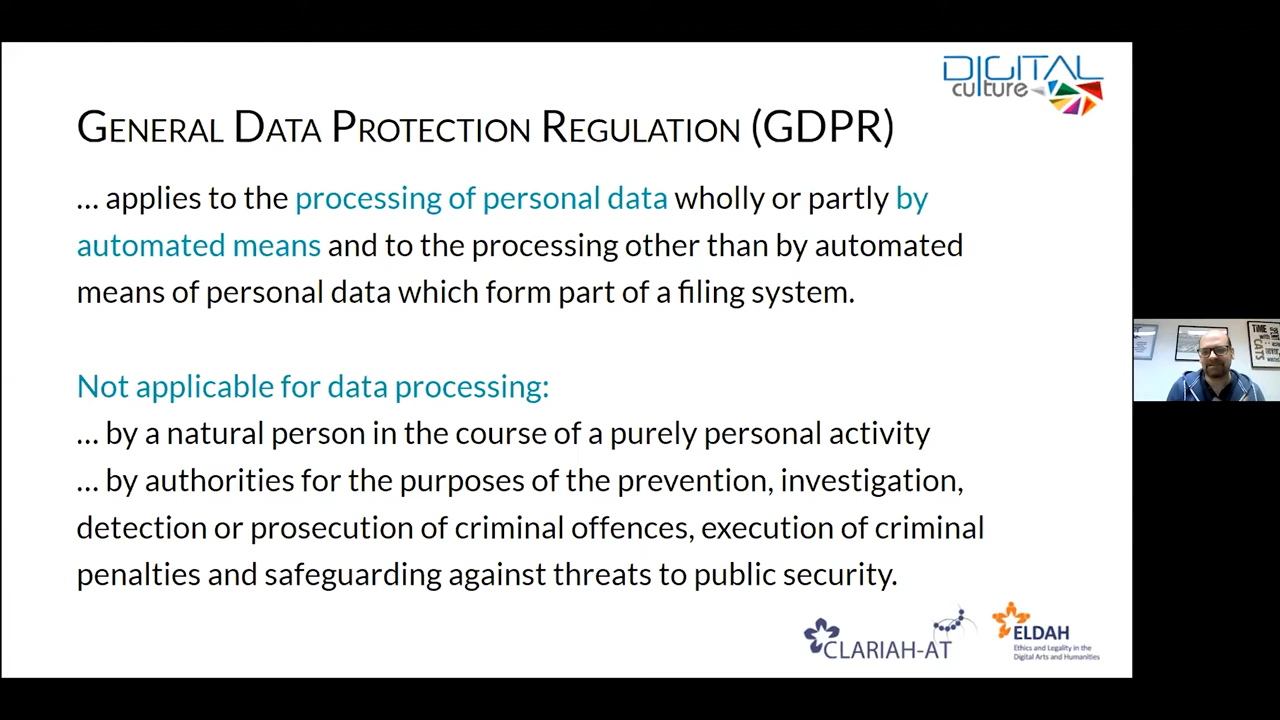 DIGITAL
culture
GENERAL DATA PROTECTION REGULATION (GDPR)
... applies to the processing of personal data wholly or partly by
automated means and to the processing other than by automated
means of personal data which form part of a filing system.
Not applicable for data processing:
... by a natural person in the course of a purely personal activity
... by authorities for the purposes of the prevention, investigation,
detection or prosecution of criminal offences, execution of criminal
penalties and safeguarding against threats to public security.
TIME
CATS
CLARIAH-AT
ELDAH
Ethics and Legality in the
Digital Arts and Humanities